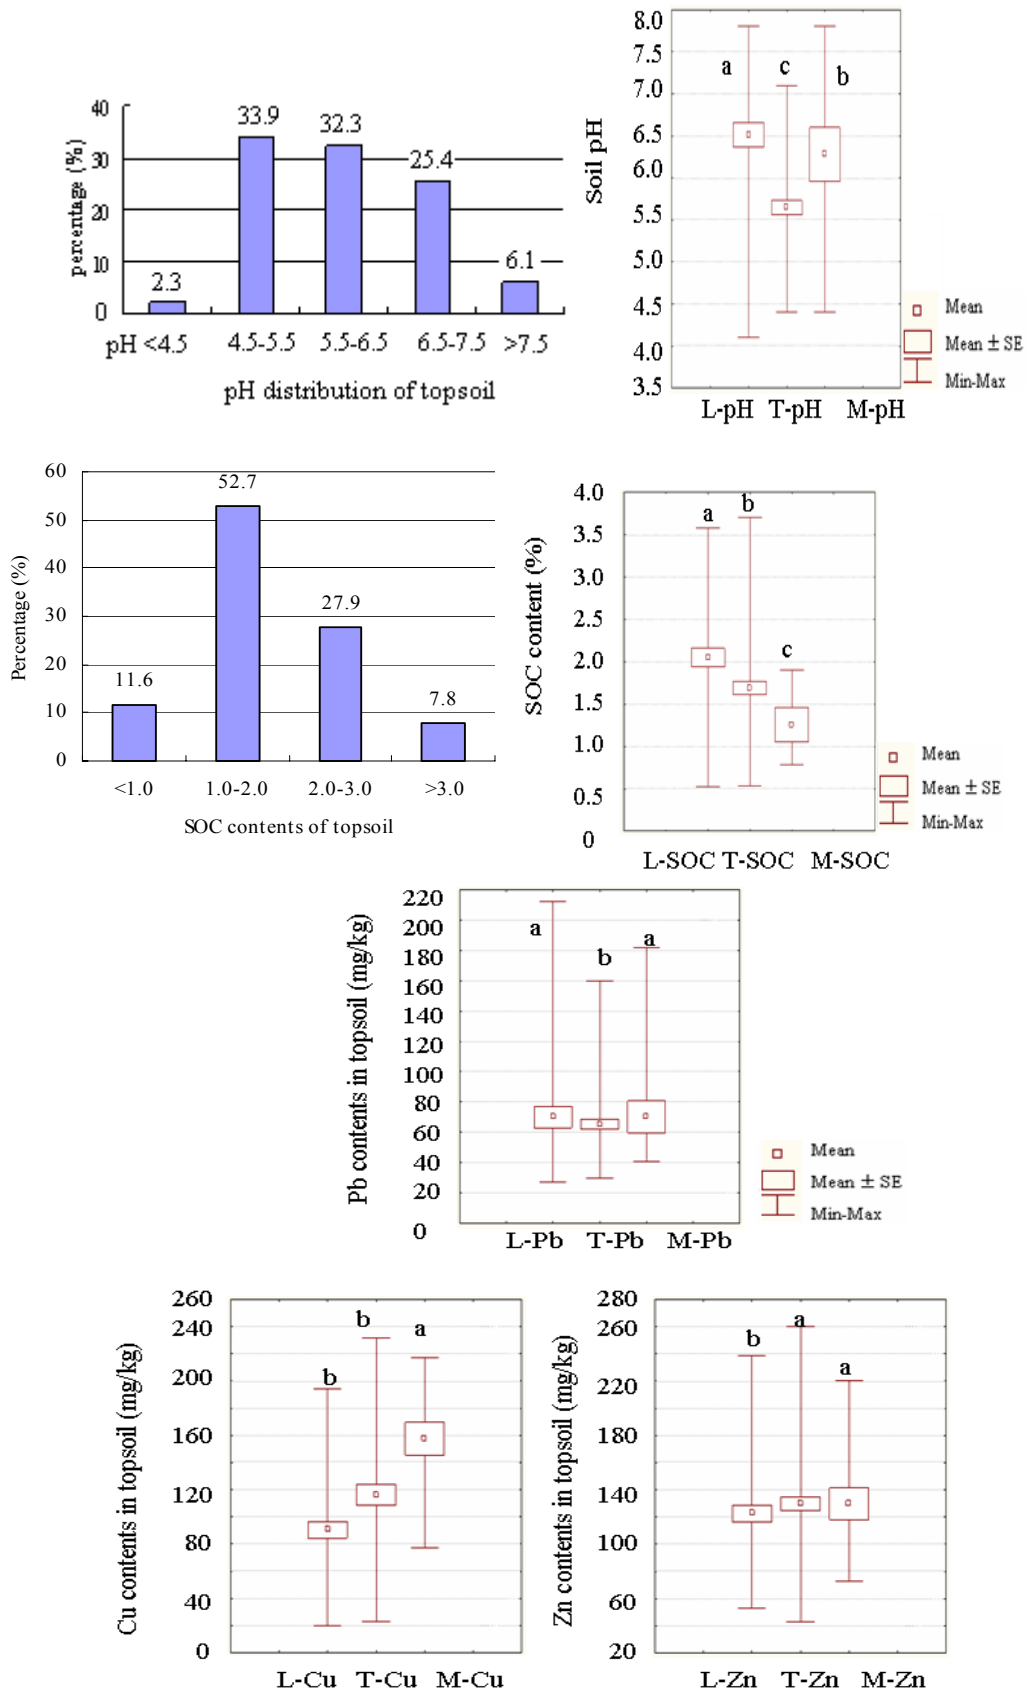 percentage (%)
40
30
20
10
0
2.3
33.9
32.3
25.4
6.1
pH <4.5
4.5-5.5
5.5-6.5
6.5-7.5
>7.5
pH distribution of topsoil
Soil pH
8.0
7.5
7.0
6.5
6.0
5.5
5.0
4.5
4.0
3.5
a
c
b
L-pH T-pH M-pH
Mean
Mean ± SE
Min-Max
Percentage (%)
60
50
40
30
20
10
0
11.6
52.7
27.9
7.8
<1.0
1.0-2.0
2.0-3.0
>3.0
SOC contents of topsoil
SOC content (%)
4.0
3.5
3.0
2.5
2.0
1.5
1.0
0.5
0
a
b
c
L-SOC T-SOC M-SOC
Mean
Mean ± SE
Min-Max
Pb contents in topsoil (mg/kg)
220
200
180
160
140
120
100
80
60
40
20
0
a
b
a
L-Pb T-Pb M-Pb
Mean
Mean ± SE
Min-Max
Cu contents in topsoil (mg/kg)
260
240
200
160
120
80
40
0
b
b
a
L-Cu T-Cu M-Cu
Zn contents in topsoil (mg/kg)
280
260
220
180
140
100
60
20
b
a
a
L-Zn T-Zn M-Zn